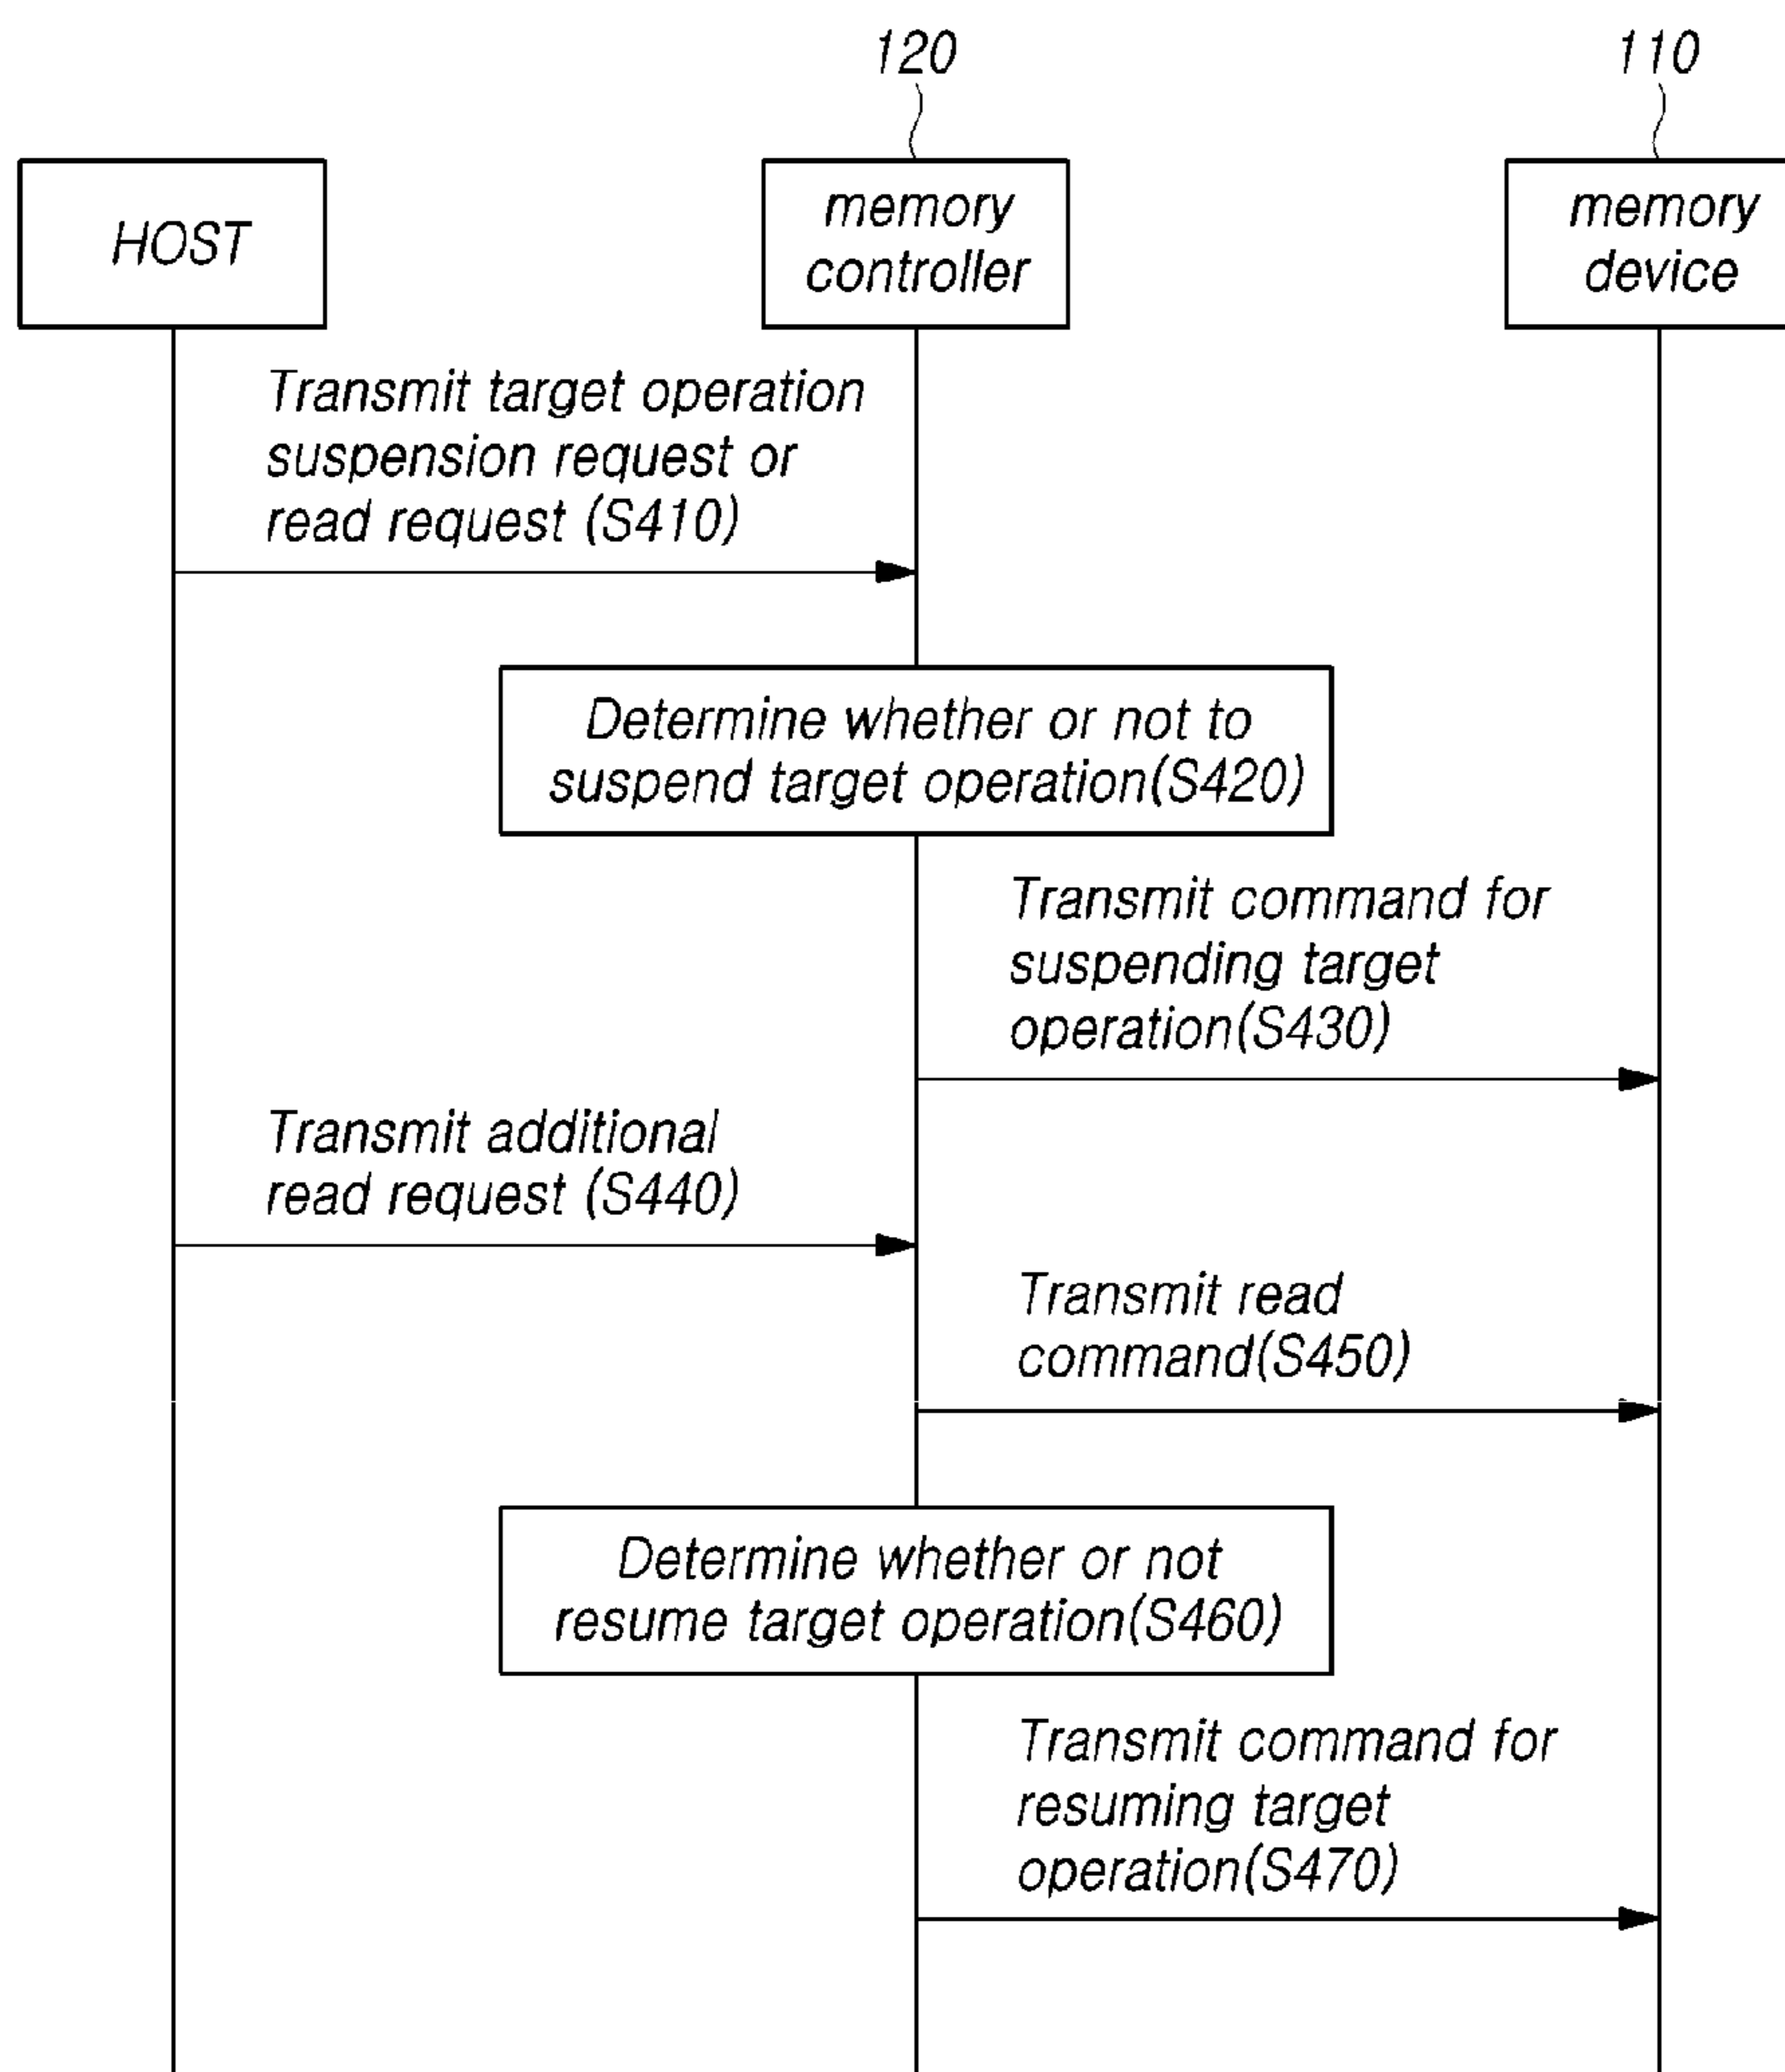 120
110
HOST
memory
controller
memory
device
Transmit target operation
suspension request or
read request (S410)
Determine whether or not to
suspend target operation(S420)
Transmit command for
suspending target
operation(S430)
Transmit additional
read request (S440)
Transmit read
command(S450)
Determine whether or not
resume target operation(S460)
Transmit command for
resuming target
operation(S470)